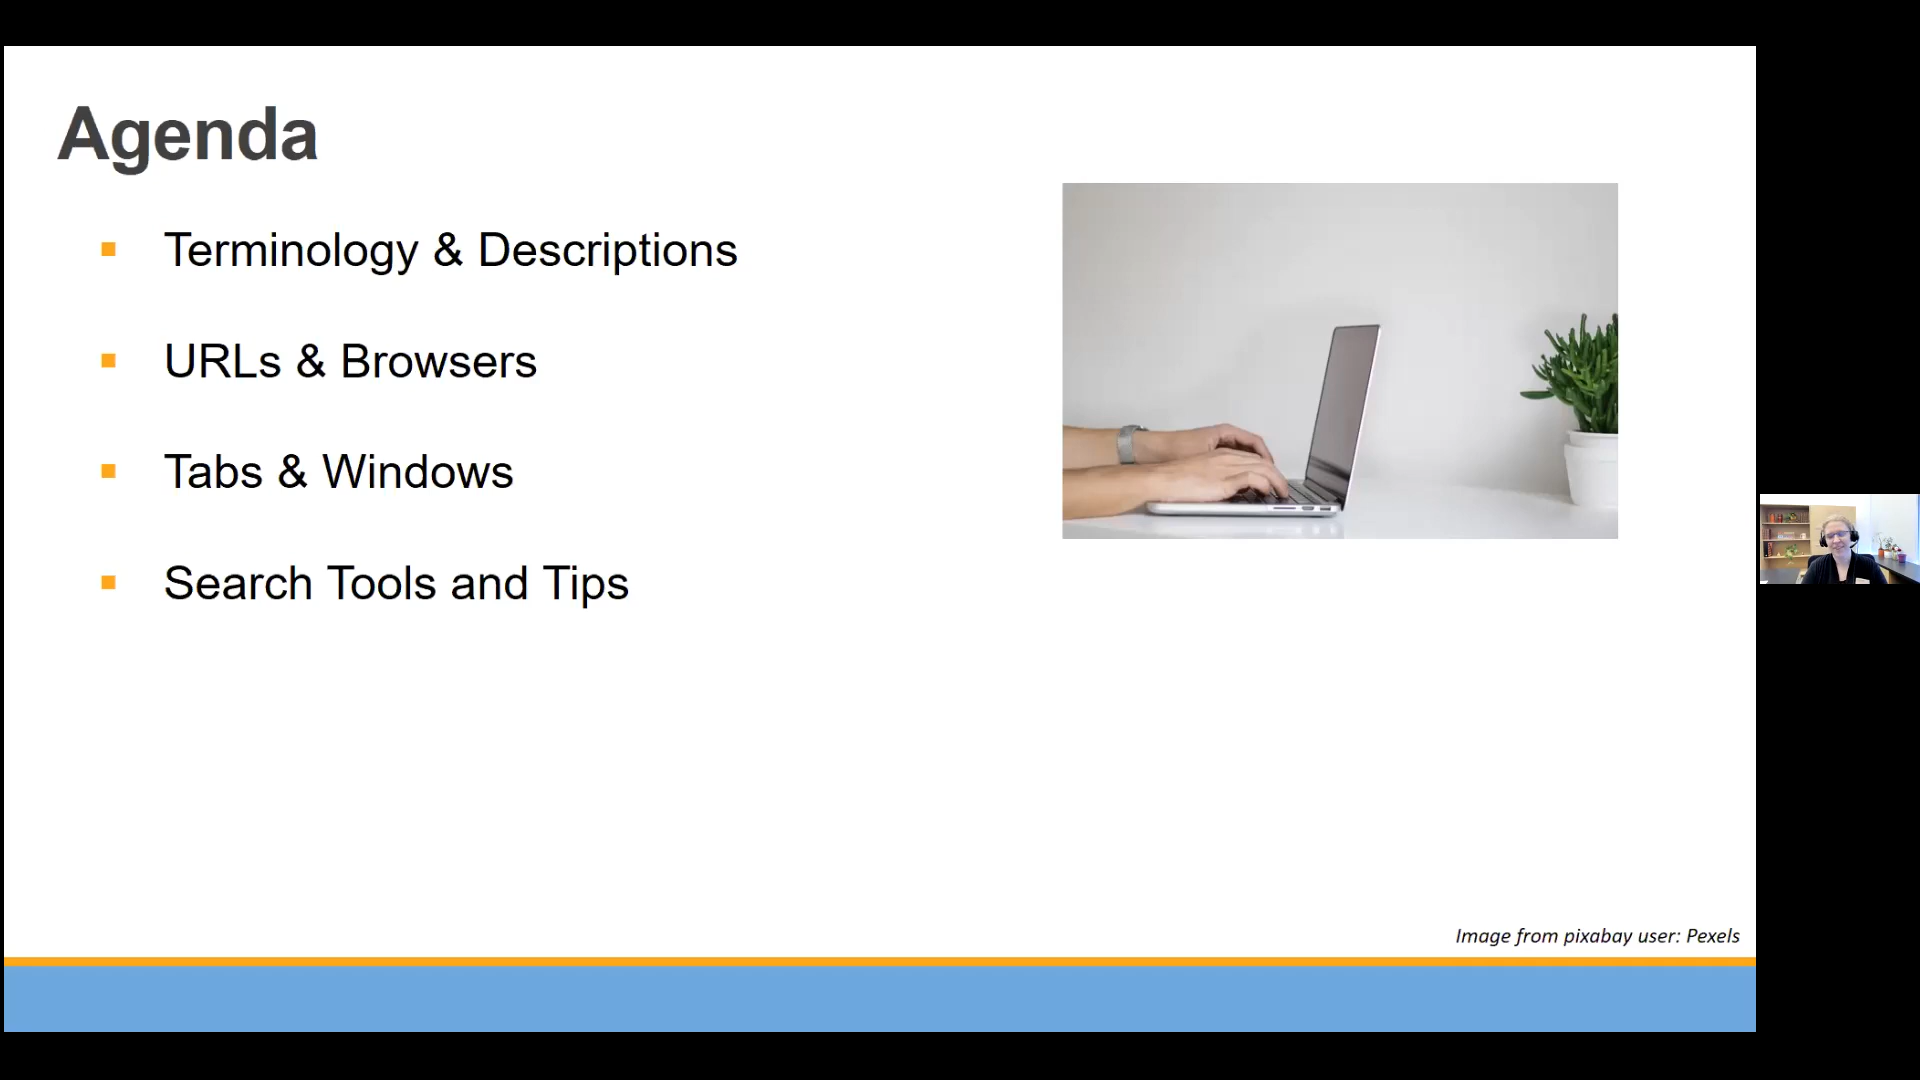 Agenda
Terminology & Descriptions
URLs & Browsers
Tabs & Windows
Search Tools and Tips
Image from pixabay user: Pexels